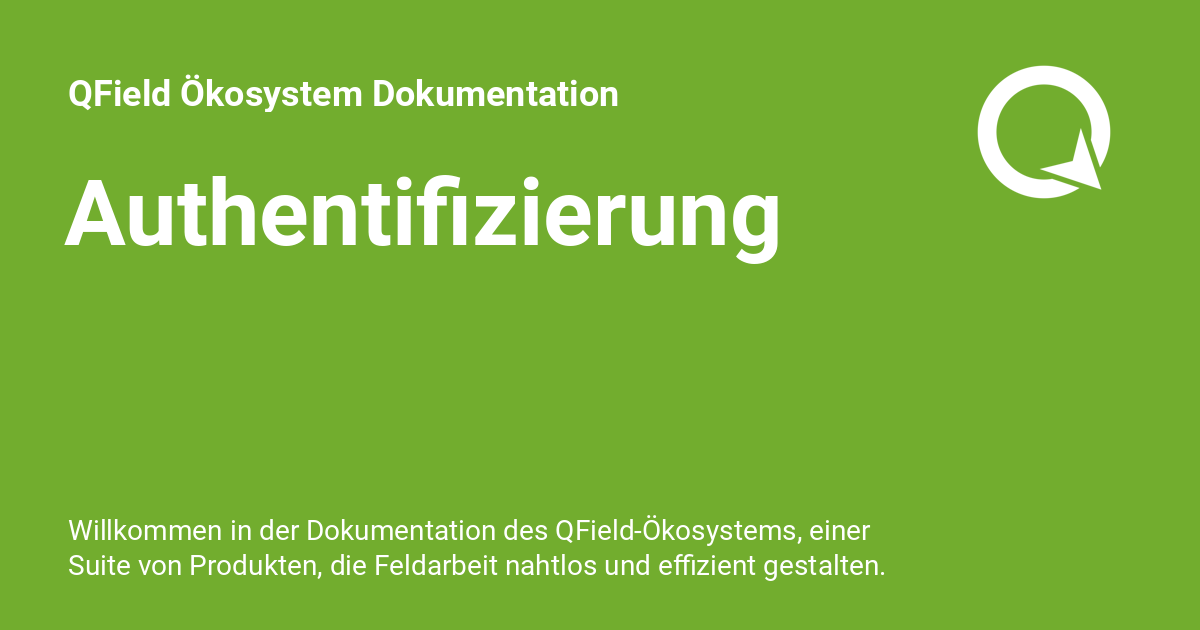 QField Ökosystem Dokumentation
Authentifizierung
Willkommen in der Dokumentation des QField-Ökosystems, einer
Suite von Produkten, die Feldarbeit nahtlos und effizient gestalten.